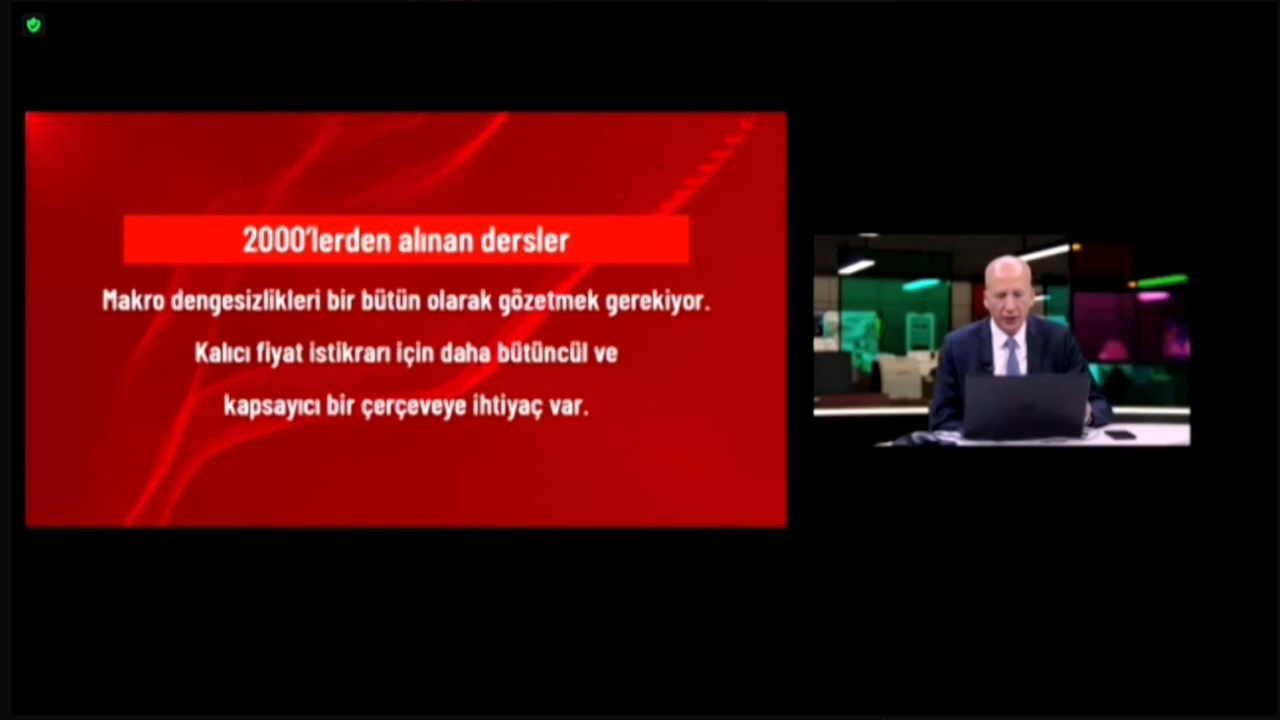 2000'lerden alınan dersler
Makro dengesizlikleri bir bütün olarak gözetmek gerekiyor.
Kalıcı fiyat istikrarı için daha bütüncül ve
kapsayıcı bir çerçeveye ihtiyaç var.